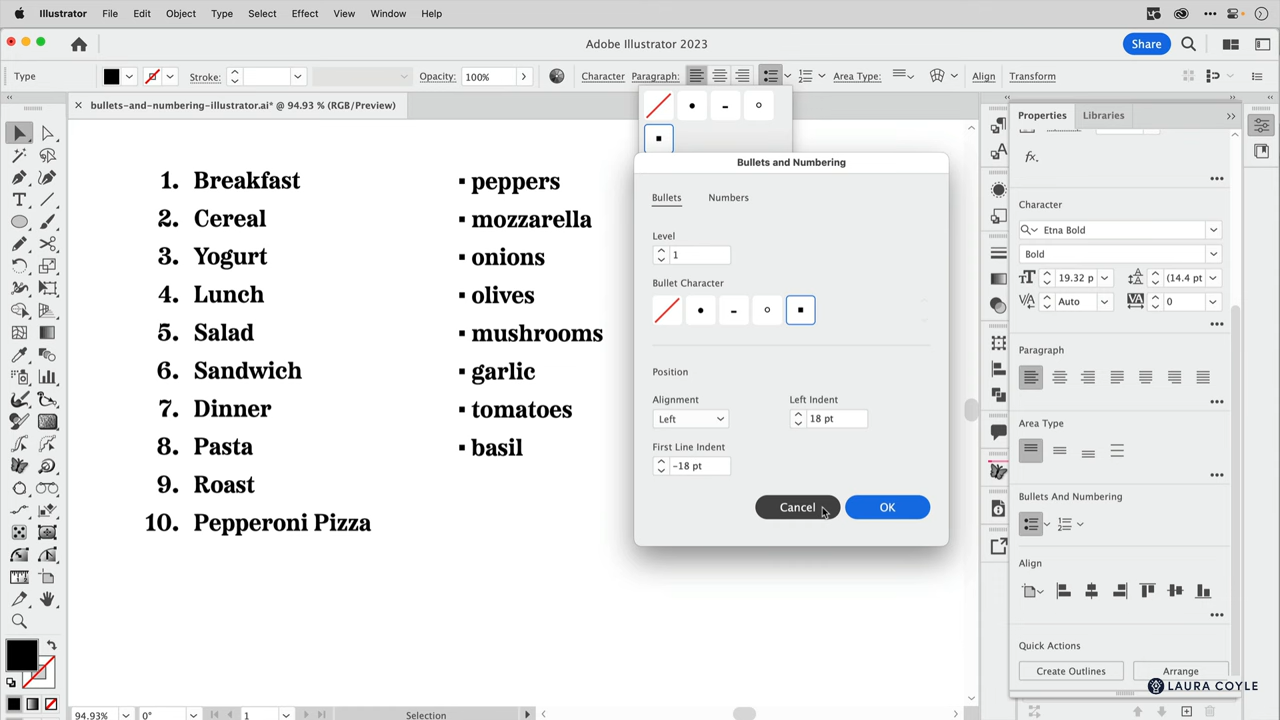 Illustrator File Edit Object Type Select Effect View Window Help
Adobe Illustrator 2023
Share
Type
Stroke:
Opacity: 100%
Character Paragraph:
Area Type:
Align Transform
× bullets-and-numbering-illustrator.ai* @ 94.93 % (RGB/Preview)
1. Breakfast
2. Cereal
3. Yogurt
4. Lunch
5. Salad
6. Sandwich
7. Dinner
8. Pasta
9. Roast
10. Pepperoni Pizza
▪ peppers
▪ mozzarella
▪ onions
▪ olives
▪ mushrooms
▪ garlic
▪ tomatoes
▪ basil
Bullets and Numbering
Bullets Numbers
Level
1
Bullet Character
Position
Alignment Left Indent
Left 18 pt
First Line Indent
-18 pt
Cancel OK
Properties Libraries
fx.
Character
Etna Bold
Bold
19.32 p (14.4 pt
Auto 0
Paragraph
Area Type
Bullets And Numbering
Align
Quick Actions
Create Outlines Arrange
LAURA COYLE
94.93% 0° 1 Selection